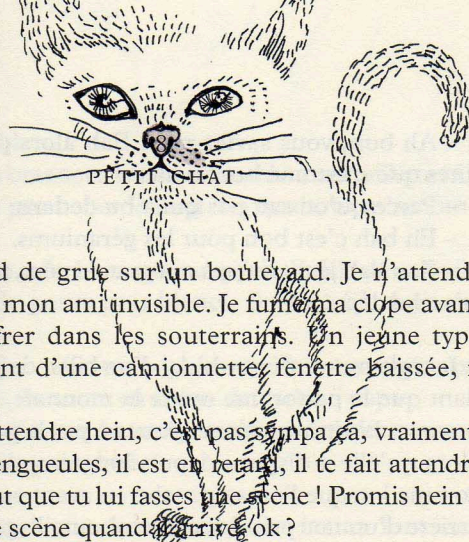 8
PETIT CHAT
d de grue sur un boulevard. Je n'attend
mon ami invisible. Je fume ma clope avan
frer dans les souterrains. Un jeune typ
nt d'une camionnette, fenêtre baissée,
ttendre hein, c'est pas sympa ça, vraiment
engueules, il est en retard, il te fait attendr
ut que tu lui fasses une scène ! Promis hein
scène quand il arrive, ok ?